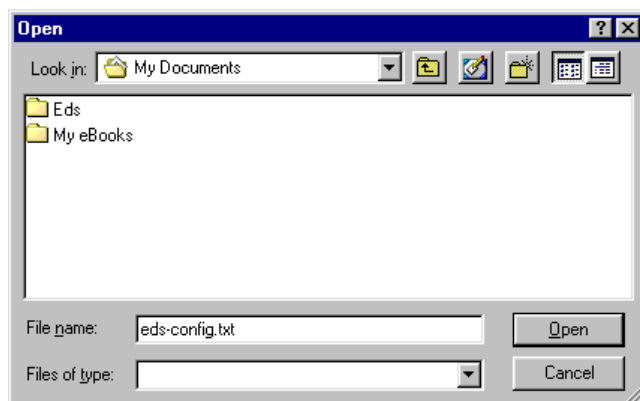 Open
Look in: My Documents
Eds
My eBooks
File name: eds-config.txt Open
Files of type: Cancel